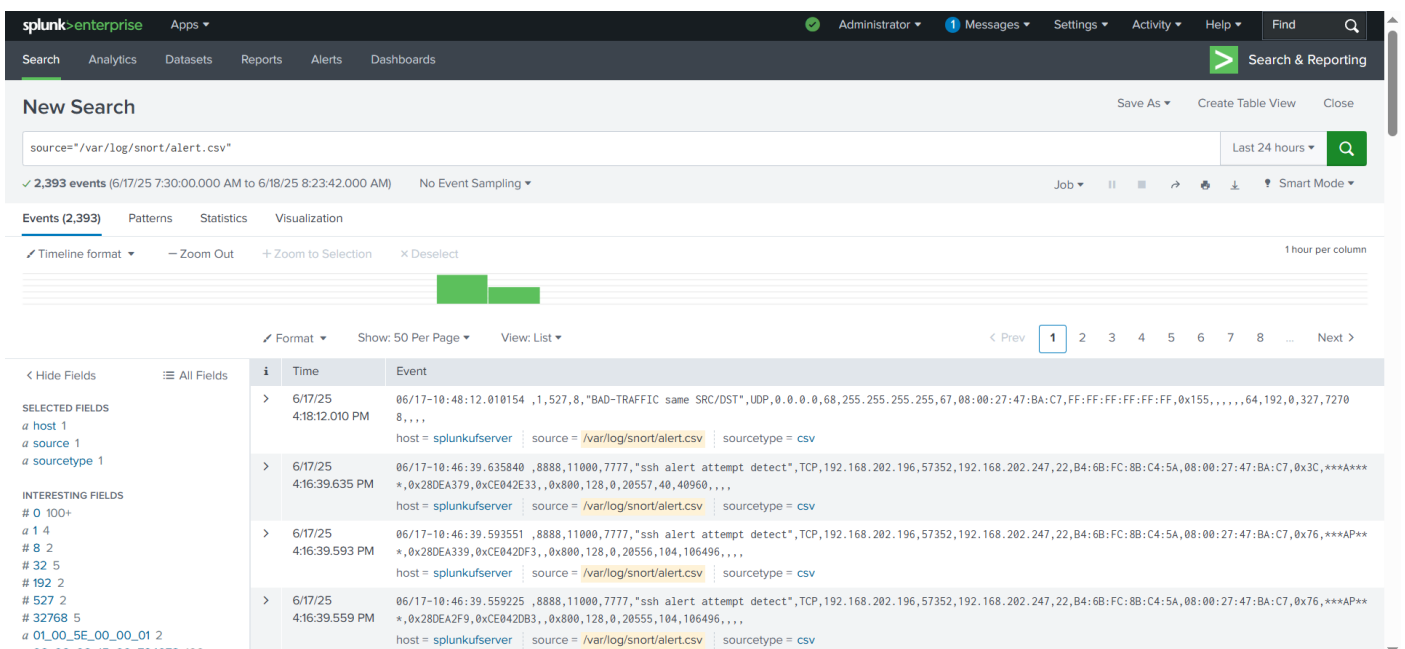 splunk>enterprise Apps Administrator 1 Messages Settings Activity Help Find
Search Analytics Datasets Reports Alerts Dashboards > Search & Reporting
New Search Save As Create Table View Close
source="/var/log/snort/alert.csv" Last 24 hours
2,393 events (6/17/25 7:30:00.000 AM to 6/18/25 8:23:42.000 AM) No Event Sampling Job Smart Mode
Events (2,393) Patterns Statistics Visualization
Timeline format — Zoom Out + Zoom to Selection × Deselect 1 hour per column
Format Show: 50 Per Page View: List < Prev 1 2 3 4 5 6 7 8 ... Next >
< Hide Fields All Fields i Time Event
SELECTED FIELDS
a host 1
a source 1
a sourcetype 1
INTERESTING FIELDS
# 0 100+
a 1 4
# 8 2
# 32 5
# 192 2
# 527 2
# 32768 5
a 01_00_5E_00_00_01 2
> 6/17/25 06/17-10:48:12.010154 ,1,527,8,"BAD-TRAFFIC same SRC/DST",UDP,0.0.0.0,68,255.255.255.255,67,08:00:27:47:BA:C7,FF:FF:FF:FF:FF:FF,0x155,,,,,,64,192,0,327,7270
4:18:12.010 PM 8,,,,
host = splunkufserver source = /var/log/snort/alert.csv sourcetype = csv
> 6/17/25 06/17-10:46:39.635840 ,8888,11000,7777,"ssh alert attempt detect",TCP,192.168.202.196,57352,192.168.202.247,22,B4:6B:FC:8B:C4:5A,08:00:27:47:BA:C7,0x3C,***A***
4:16:39.635 PM *,0x28DEA379,0xCE042E33,,0x800,128,0,20557,40,40960,,,,
host = splunkufserver source = /var/log/snort/alert.csv sourcetype = csv
> 6/17/25 06/17-10:46:39.593551 ,8888,11000,7777,"ssh alert attempt detect",TCP,192.168.202.196,57352,192.168.202.247,22,B4:6B:FC:8B:C4:5A,08:00:27:47:BA:C7,0x76,***AP**
4:16:39.593 PM *,0x28DEA339,0xCE042DF3,,0x800,128,0,20556,104,106496,,,,
host = splunkufserver source = /var/log/snort/alert.csv sourcetype = csv
> 6/17/25 06/17-10:46:39.559225 ,8888,11000,7777,"ssh alert attempt detect",TCP,192.168.202.196,57352,192.168.202.247,22,B4:6B:FC:8B:C4:5A,08:00:27:47:BA:C7,0x76,***AP**
4:16:39.559 PM *,0x28DEA2F9,0xCE042DB3,,0x800,128,0,20555,104,106496,,,,
host = splunkufserver source = /var/log/snort/alert.csv sourcetype = csv